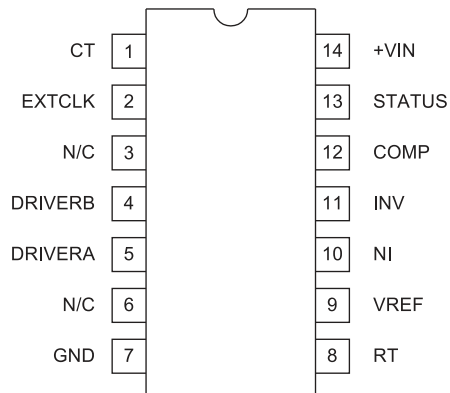 CT 1 14 +VIN
EXTCLK 2 13 STATUS
N/C 3 12 COMP
DRIVERB 4 11 INV
DRIVERA 5 10 NI
N/C 6 9 VREF
GND 7 8 RT